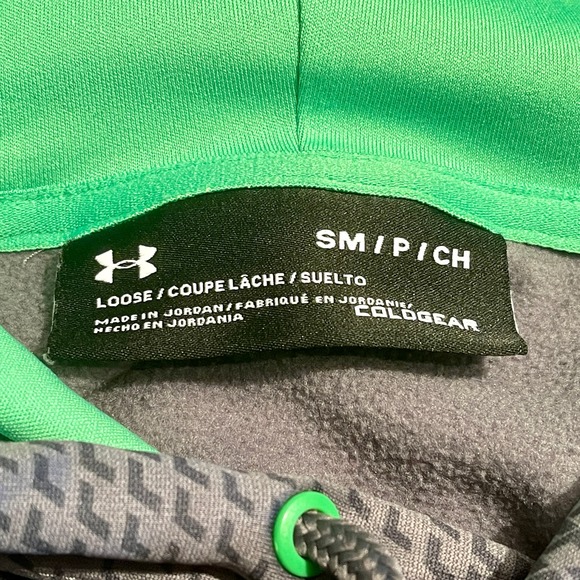 SM / P / CH
LOOSE / COUPE LÂCHE / SUELTO
MADE IN JORDAN / FABRIQUÉ EN JORDANIE/
HECHO EN JORDANIA
COLDGEAR